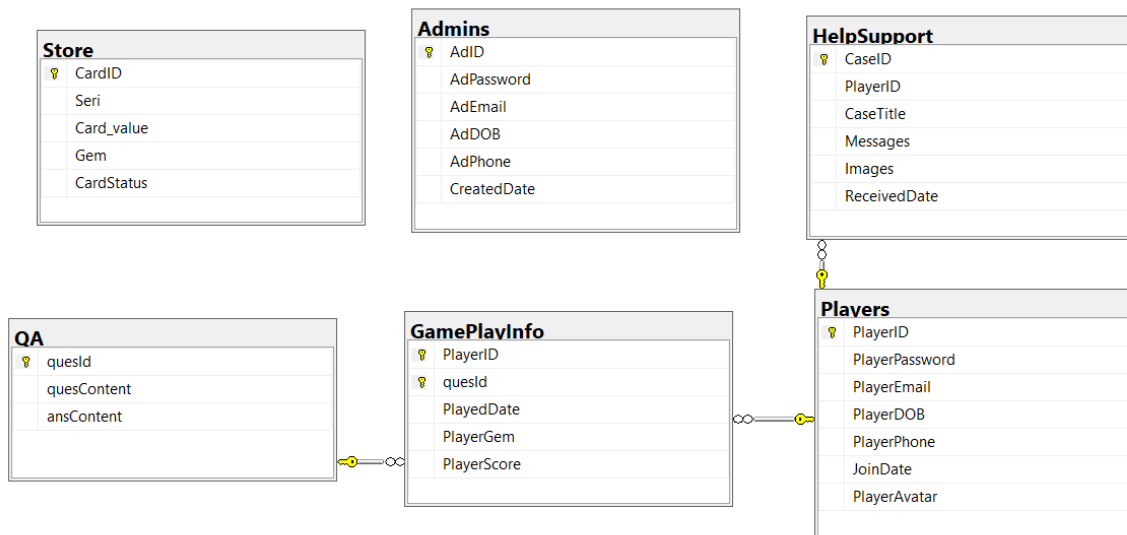 Store
CardID
Seri
Card_value
Gem
CardStatus
Admins
AdID
AdPassword
AdEmail
AdDOB
AdPhone
CreatedDate
HelpSupport
CaseID
PlayerID
CaseTitle
Messages
Images
ReceivedDate
QA
quesId
quesContent
ansContent
GamePlayInfo
PlayerID
quesId
PlayedDate
PlayerGem
PlayerScore
Players
PlayerID
PlayerPassword
PlayerEmail
PlayerDOB
PlayerPhone
JoinDate
PlayerAvatar